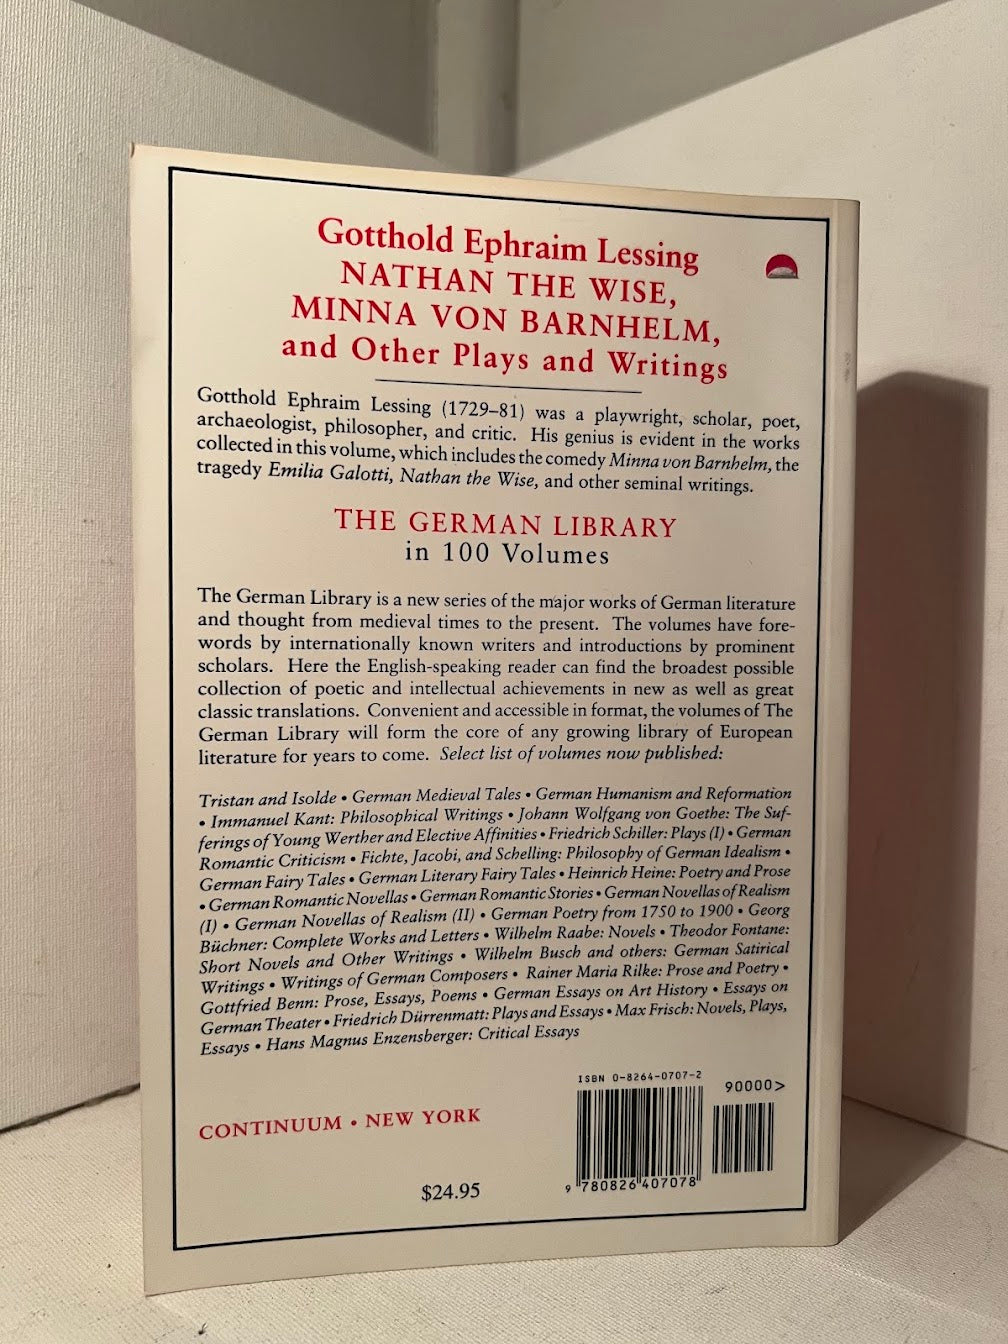 Gotthold Ephraim Lessing
NATHAN THE WISE,
MINNA VON BARNHELM,
and Other Plays and Writings
Gotthold Ephraim Lessing (1729–81) was a playwright, scholar, poet,
archaeologist, philosopher, and critic. His genius is evident in the works
collected in this volume, which includes the comedy Minna von Barnhelm, the
tragedy Emilia Galotti, Nathan the Wise, and other seminal writings.
THE GERMAN LIBRARY
in 100 Volumes
The German Library is a new series of the major works of German literature
and thought from medieval times to the present. The volumes have fore-
words by internationally known writers and introductions by prominent
scholars. Here the English-speaking reader can find the broadest possible
collection of poetic and intellectual achievements in new as well as great
classic translations. Convenient and accessible in format, the volumes of The
German Library will form the core of any growing library of European
literature for years to come. Select list of volumes now published:
Tristan and Isolde • German Medieval Tales • German Humanism and Reformation
• Immanuel Kant: Philosophical Writings • Johann Wolfgang von Goethe: The Suf-
ferings of Young Werther and Elective Affinities • Friedrich Schiller: Plays (I) • German
Romantic Criticism • Fichte, Jacobi, and Schelling: Philosophy of German Idealism •
German Fairy Tales • German Literary Fairy Tales • Heinrich Heine: Poetry and Prose
• German Romantic Novellas • German Romantic Stories • German Novellas of Realism
(I) • German Novellas of Realism (II) • German Poetry from 1750 to 1900 • Georg
Büchner: Complete Works and Letters • Wilhelm Raabe: Novels • Theodor Fontane:
Short Novels and Other Writings • Wilhelm Busch and others: German Satirical
Writings • Writings of German Composers • Rainer Maria Rilke: Prose and Poetry •
Gottfried Benn: Prose, Essays, Poems • German Essays on Art History • Essays on
German Theater • Friedrich Dürrenmatt: Plays and Essays • Max Frisch: Novels, Plays,
Essays • Hans Magnus Enzensberger: Critical Essays
ISBN 0-8264-0707-2
90000>
CONTINUUM • NEW YORK
9 780826 407078
$24.95